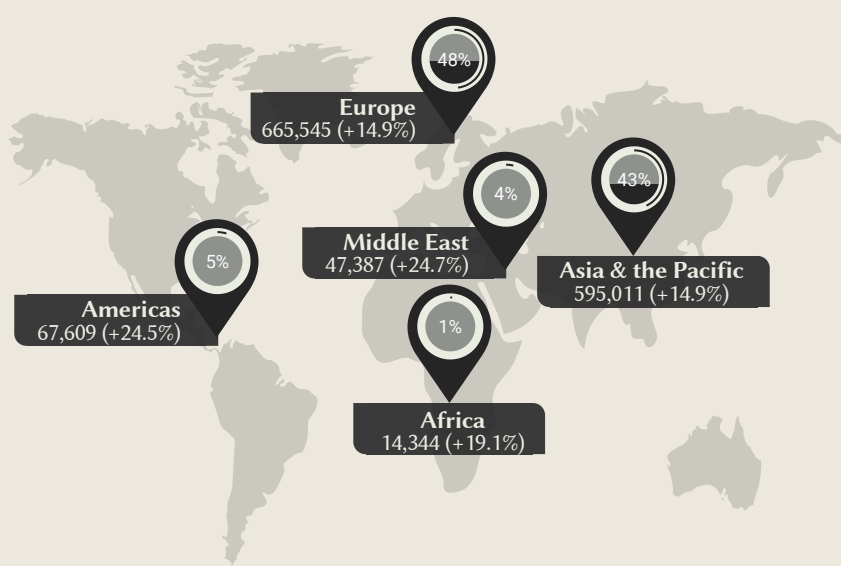 48%
Europe
665,545 (+14.9%)
4%
Middle East
47,387 (+24.7%)
43%
Asia & the Pacific
595,011 (+14.9%)
5%
Americas
67,609 (+24.5%)
1%
Africa
14,344 (+19.1%)